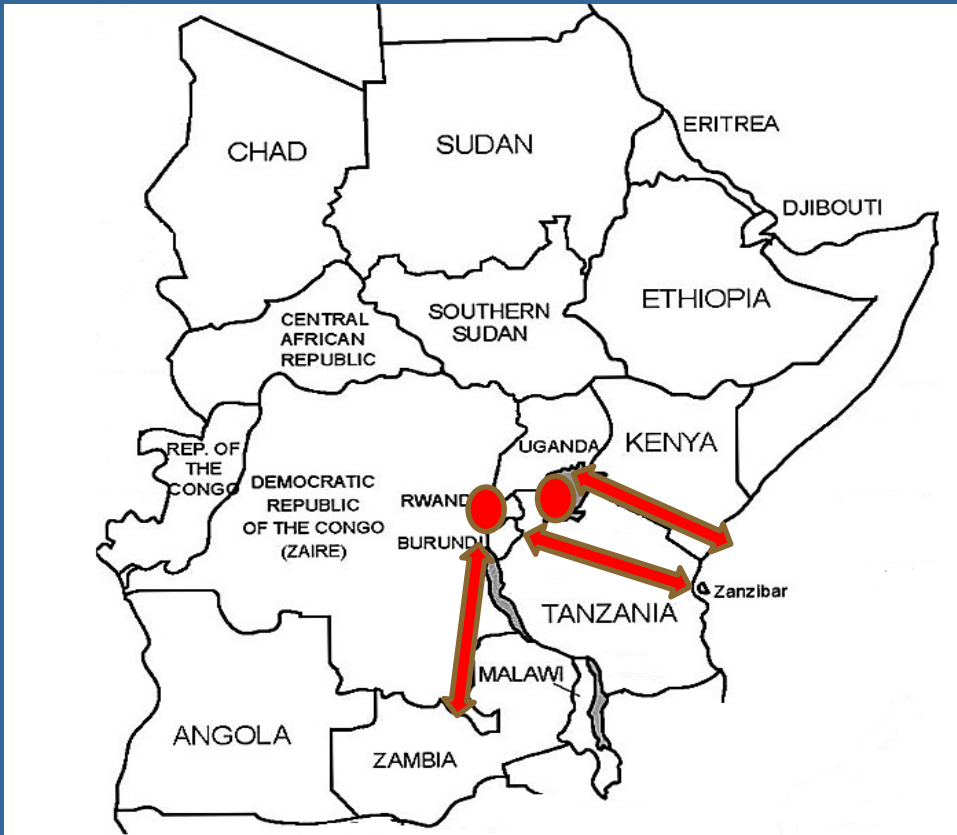 ERITREA
CHAD
SUDAN
DJIBOUTI
ETHIOPIA
CENTRAL
AFRICAN
REPUBLIC
SOUTHERN
SUDAN
UGANDA
KENYA
REP. OF
THE
CONGO
DEMOCRATIC
REPUBLIC
OF THE CONGO
(ZAIRE)
RWAND
BURUNDI
Zanzibar
TANZANIA
MALAWI
ANGOLA
ZAMBIA